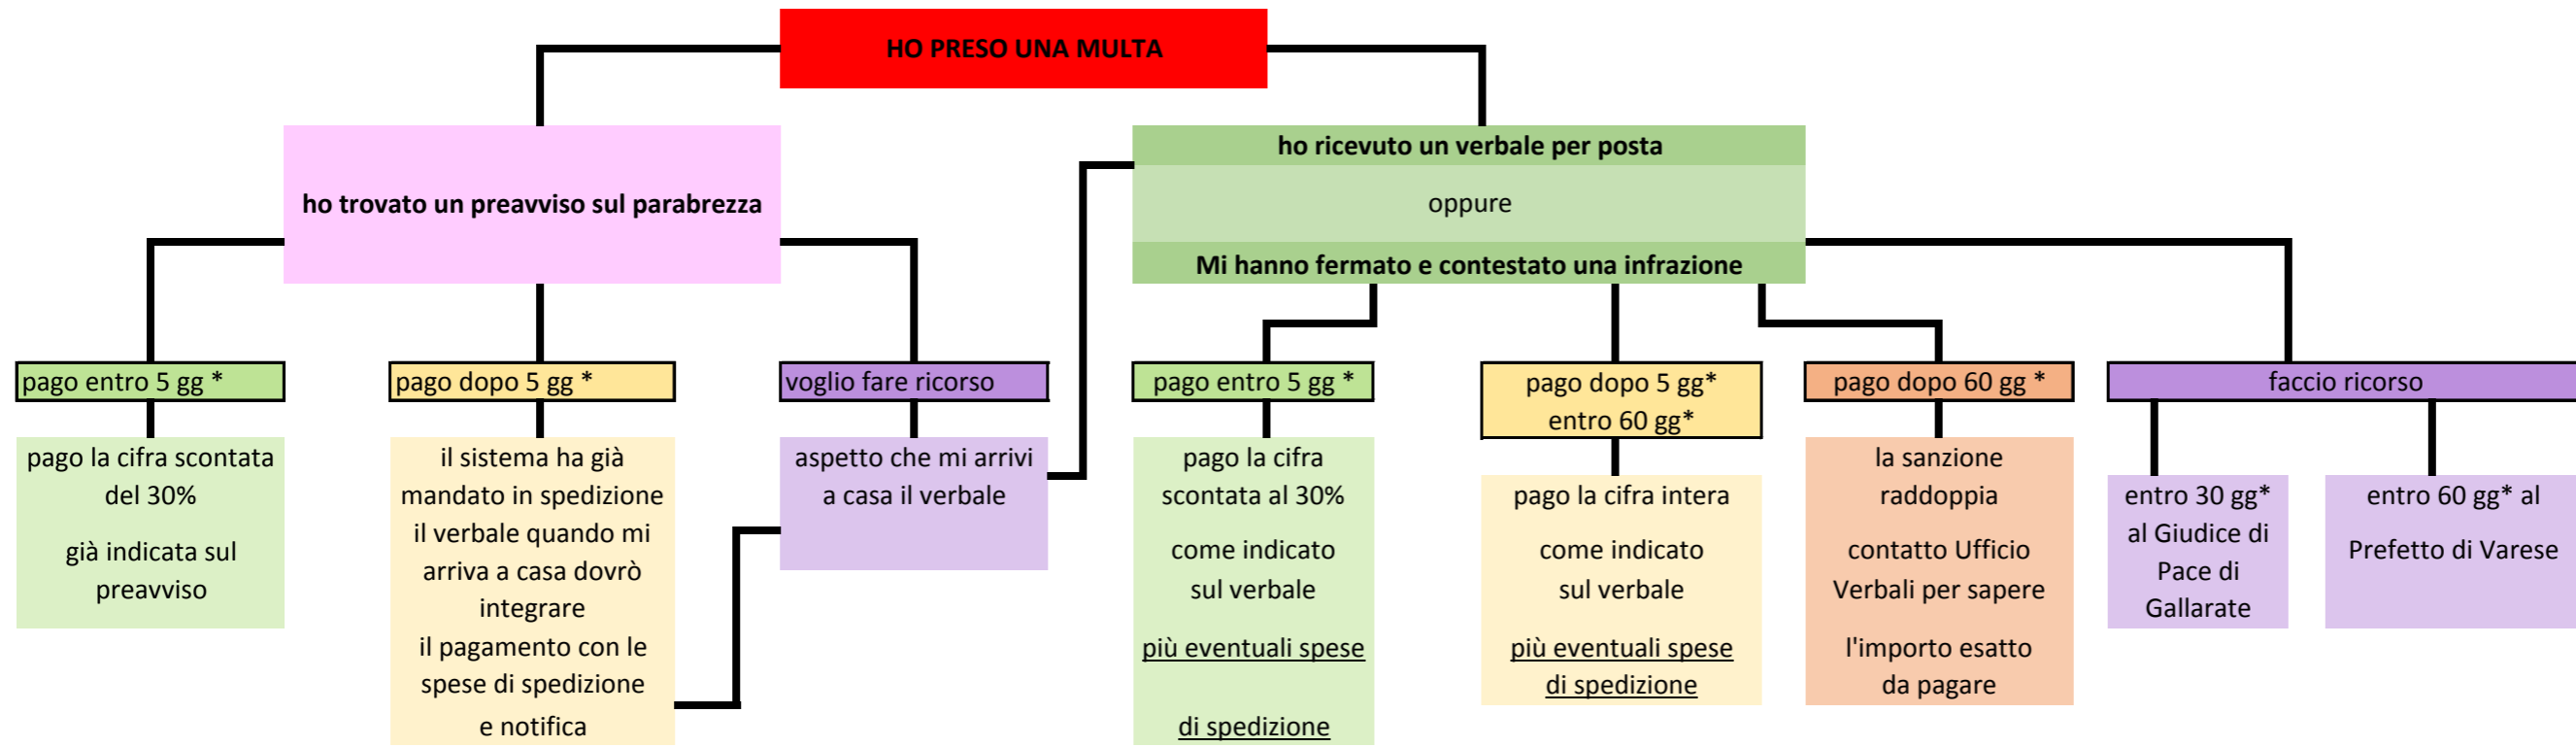 HO PRESO UNA MULTA
ho trovato un preavviso sul parabrezza
ho ricevuto un verbale per posta
oppure
Mi hanno fermato e contestato una infrazione
pago entro 5 gg *
pago la cifra scontata
del 30%
già indicata sul
preavviso
pago dopo 5 gg *
il sistema ha già
mandato in spedizione
il verbale quando mi
arriva a casa dovrò
integrare
il pagamento con le
spese di spedizione
e notifica
voglio fare ricorso
aspetto che mi arrivi
a casa il verbale
pago entro 5 gg *
pago la cifra
scontata al 30%
come indicato
sul verbale
più eventuali spese
di spedizione
pago dopo 5 gg*
entro 60 gg*
pago la cifra intera
come indicato
sul verbale
più eventuali spese
di spedizione
pago dopo 60 gg *
la sanzione
raddoppia
contatto Ufficio
Verbali per sapere
l'importo esatto
da pagare
faccio ricorso
entro 30 gg*
al Giudice di
Pace di
Gallarate
entro 60 gg* al
Prefetto di Varese